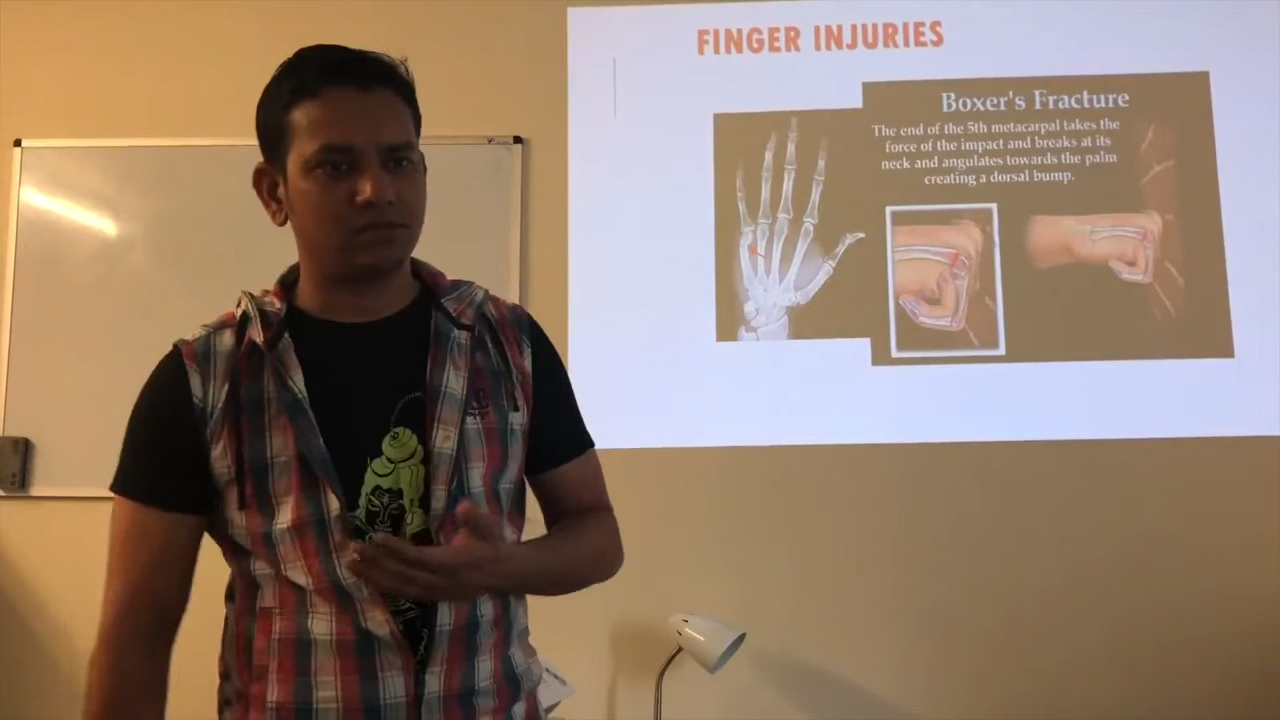 FINGER INJURIES
Boxer's Fracture
The end of the 5th metacarpal takes the
force of the impact and breaks at its
neck and angulates towards the palm
creating a dorsal bump.